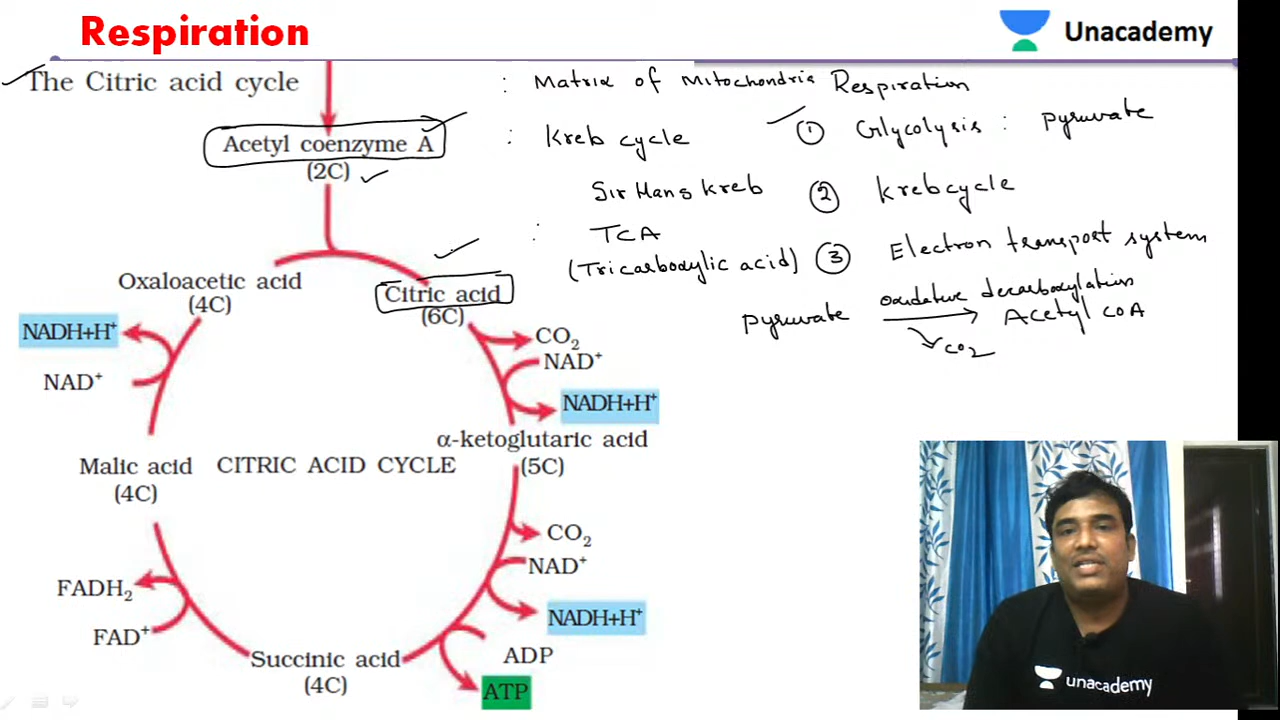 Respiration
Unacademy
The Citric acid cycle
Acetyl coenzyme A
(2C)
Oxaloacetic acid
(4C)
Citric acid
(6C)
CO₂
NAD⁺
NADH+H⁺
α-ketoglutaric acid
(5C)
CO₂
NAD⁺
NADH+H⁺
ADP
ATP
Succinic acid
(4C)
FAD⁺
FADH₂
Malic acid
(4C)
NAD⁺
NADH+H⁺
CITRIC ACID CYCLE
: Matrix of Mitochondria
: Kreb cycle
Sir Hans Kreb
: TCA
(Tricarboxylic acid)
Respiration
① Glycolysis : pyruvate
② Kreb cycle
③ Electron transport system
pyruvate oxidative decarboxylation Acetyl COA
CO₂
unacademy